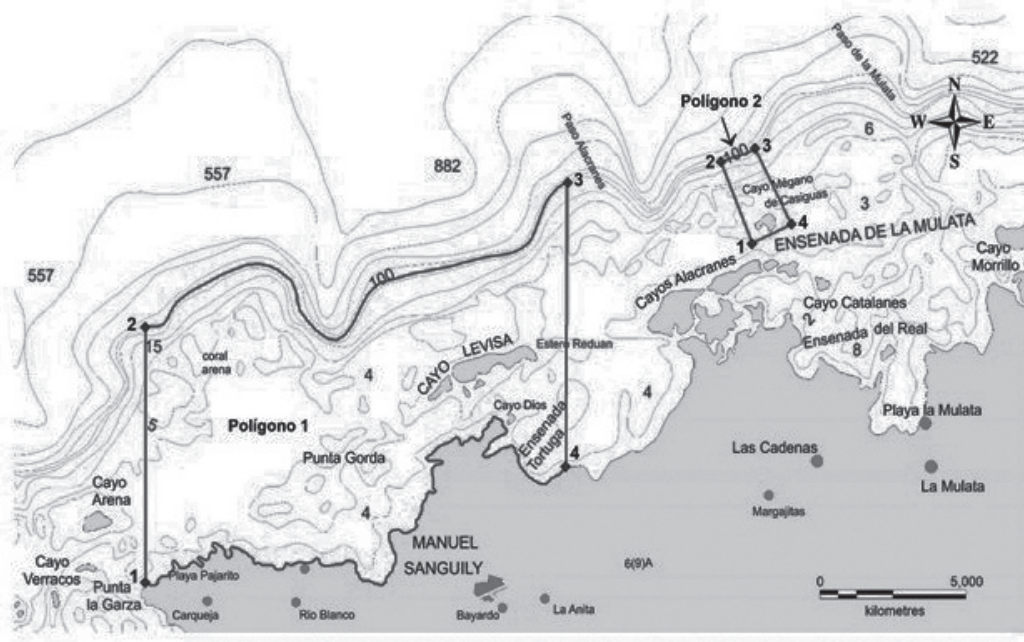 522
Paso de la Mulata
N
W E
S
Polígono 2
6
Paso Alacranes
882
557
2 100 3
3
Cayo Mégano
de Casiguas
3
4
1
ENSENADA DE LA MULATA
Cayo
Morrillo
557
100
Cayos Alacranes
Cayo Catalanes
2
Ensenada del Real
8
2
15
coral
arena
CAYO LEVISA
Estero Reduan
4
4
Cayo Dios
Ensenada
Tortuga
5
Polígono 1
Playa la Mulata
Punta Gorda
4
Las Cadenas
La Mulata
Cayo
Arena
Margajitas
4
MANUEL
SANGUILY
6(9)A
Cayo
Verracos
1
Punta
la Garza
Playa Pajarito
Carqueja
Río Blanco
Bayardo
La Anita
0 5,000
kilometres